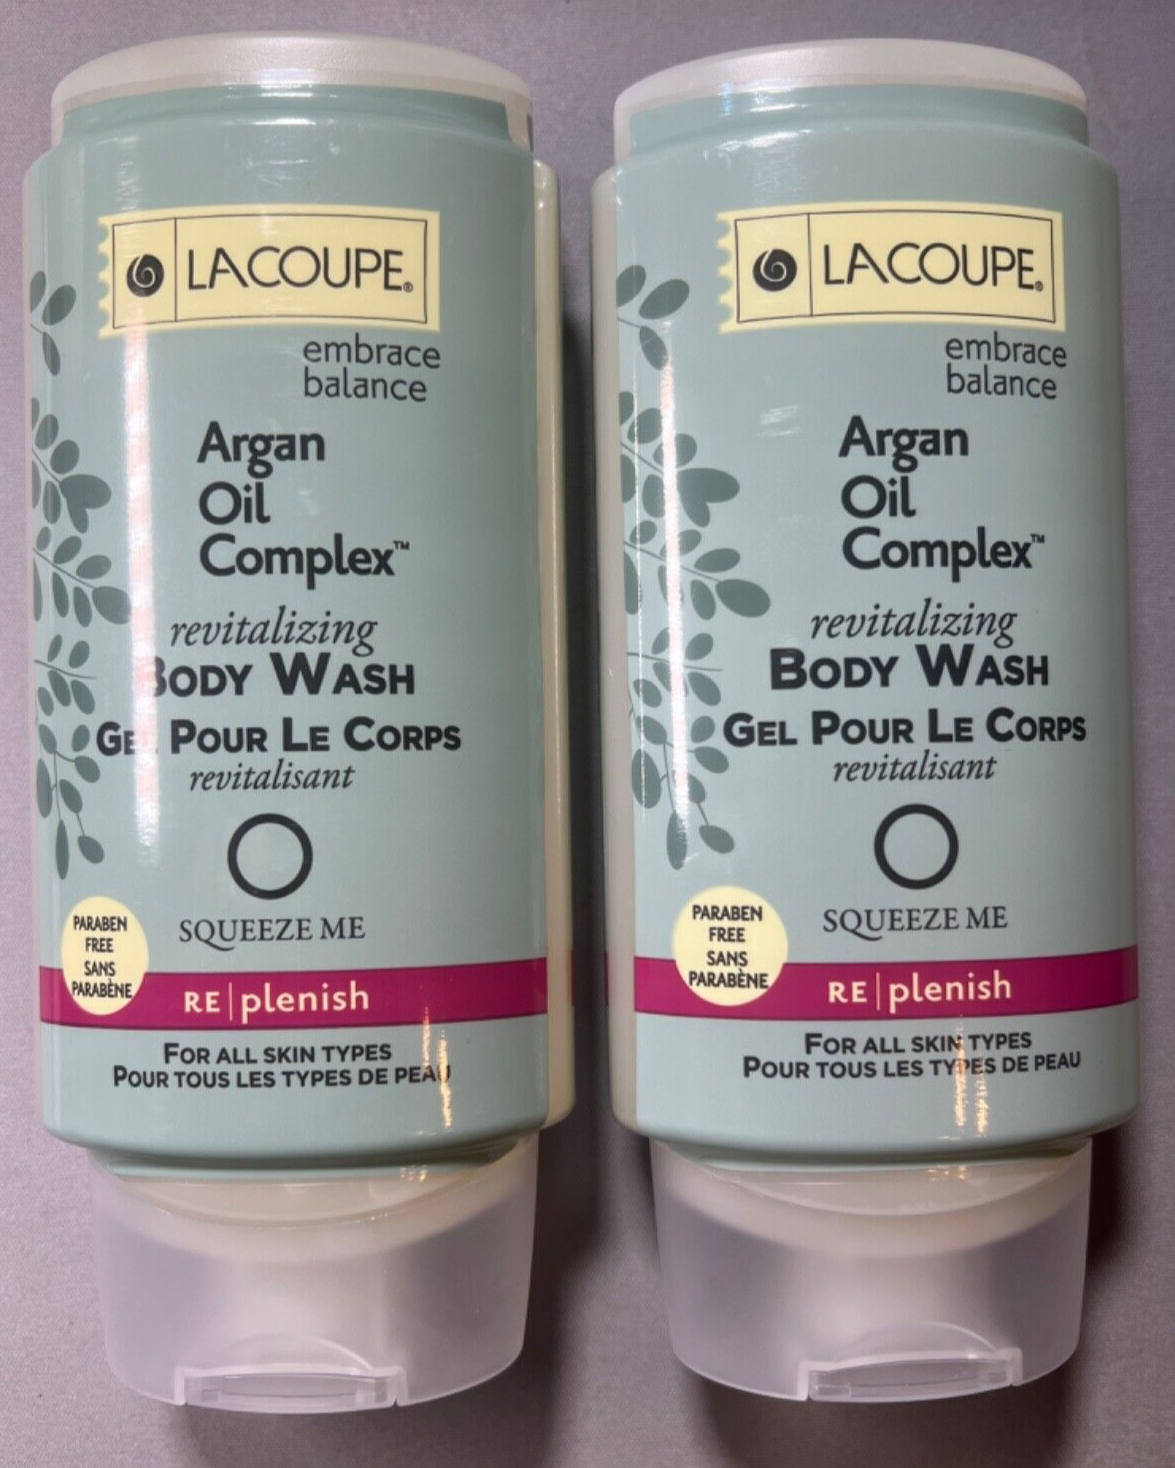 LACOUPE®
embrace
balance
Argan
Oil
Complex™
revitalizing
BODY WASH
GEL POUR LE CORPS
revitalisant
SQUEEZE ME
PARABEN
FREE
SANS
PARABÈNE
RE|plenish
FOR ALL SKIN TYPES
POUR TOUS LES TYPES DE PEAU
LACOUPE®
embrace
balance
Argan
Oil
Complex™
revitalizing
BODY WASH
GEL POUR LE CORPS
revitalisant
SQUEEZE ME
PARABEN
FREE
SANS
PARABÈNE
RE|plenish
FOR ALL SKIN TYPES
POUR TOUS LES TYPES DE PEAU